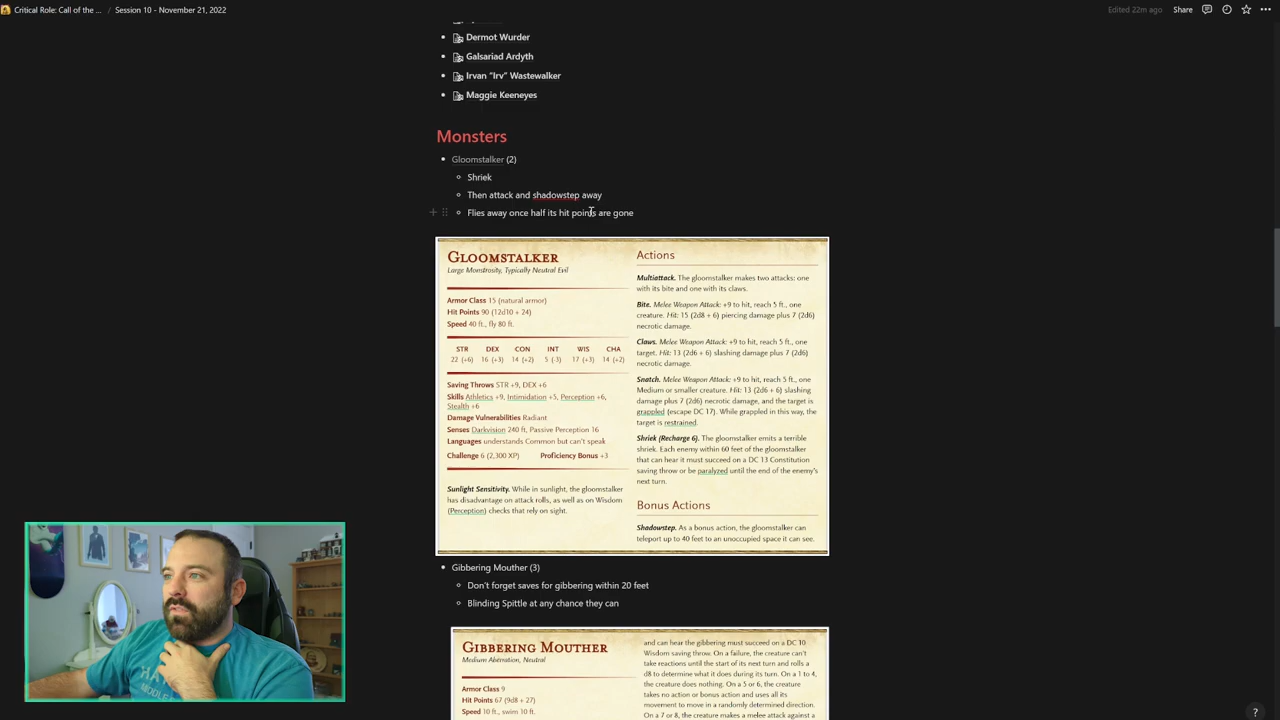 Critical Role: Call of the ... / Session 10 - November 21, 2022
Edited 22m ago Share
Dermot Wurder
Galsariad Ardyth
Irvan “Irv” Wastewalker
Maggie Keeneyes
Monsters
Gloomstalker (2)
Shriek
Then attack and shadowstep away
Flies away once half its hit points are gone
GLOOMSTALKER
Large Monstrosity, Typically Neutral Evil
Armor Class 15 (natural armor)
Hit Points 90 (12d10 + 24)
Speed 40 ft., fly 80 ft.
STR DEX CON INT WIS CHA
22 (+6) 16 (+3) 14 (+2) 5 (-3) 17 (+3) 14 (+2)
Saving Throws STR +9, DEX +6
Skills Athletics +9, Intimidation +5, Perception +6,
Stealth +6
Damage Vulnerabilities Radiant
Senses Darkvision 240 ft, Passive Perception 16
Languages understands Common but can't speak
Challenge 6 (2,300 XP) Proficiency Bonus +3
Sunlight Sensitivity. While in sunlight, the gloomstalker
has disadvantage on attack rolls, as well as on Wisdom
(Perception) checks that rely on sight.
Actions
Multiattack. The gloomstalker makes two attacks: one
with its bite and one with its claws.
Bite. Melee Weapon Attack: +9 to hit, reach 5 ft., one
creature. Hit: 15 (2d8 + 6) piercing damage plus 7 (2d6)
necrotic damage.
Claws. Melee Weapon Attack: +9 to hit, reach 5 ft., one
target. Hit: 13 (2d6 + 6) slashing damage plus 7 (2d6)
necrotic damage.
Snatch. Melee Weapon Attack: +9 to hit, reach 5 ft., one
Medium or smaller creature. Hit: 13 (2d6 + 6) slashing
damage plus 7 (2d6) necrotic damage, and the target is
grappled (escape DC 17). While grappled in this way, the
target is restrained.
Shriek (Recharge 6). The gloomstalker emits a terrible
shriek. Each enemy within 60 feet of the gloomstalker
that can hear it must succeed on a DC 13 Constitution
saving throw or be paralyzed until the end of the enemy's
next turn.
Bonus Actions
Shadowstep. As a bonus action, the gloomstalker can
teleport up to 40 feet to an unoccupied space it can see.
Gibbering Mouther (3)
Don't forget saves for gibbering within 20 feet
Blinding Spittle at any chance they can
GIBBERING MOUTHER
Medium Aberration, Neutral
Armor Class 9
Hit Points 67 (9d8 + 27)
Speed 10 ft., swim 10 ft.
and can hear the gibbering must succeed on a DC 10
Wisdom saving throw. On a failure, the creature can't
take reactions until the start of its next turn and rolls a
d8 to determine what it does during its turn. On a 1 to 4,
the creature does nothing. On a 5 or 6, the creature
takes no action or bonus action and uses all its
movement to move in a randomly determined direction.
On a 7 or 8, the creature makes a melee attack against a
?